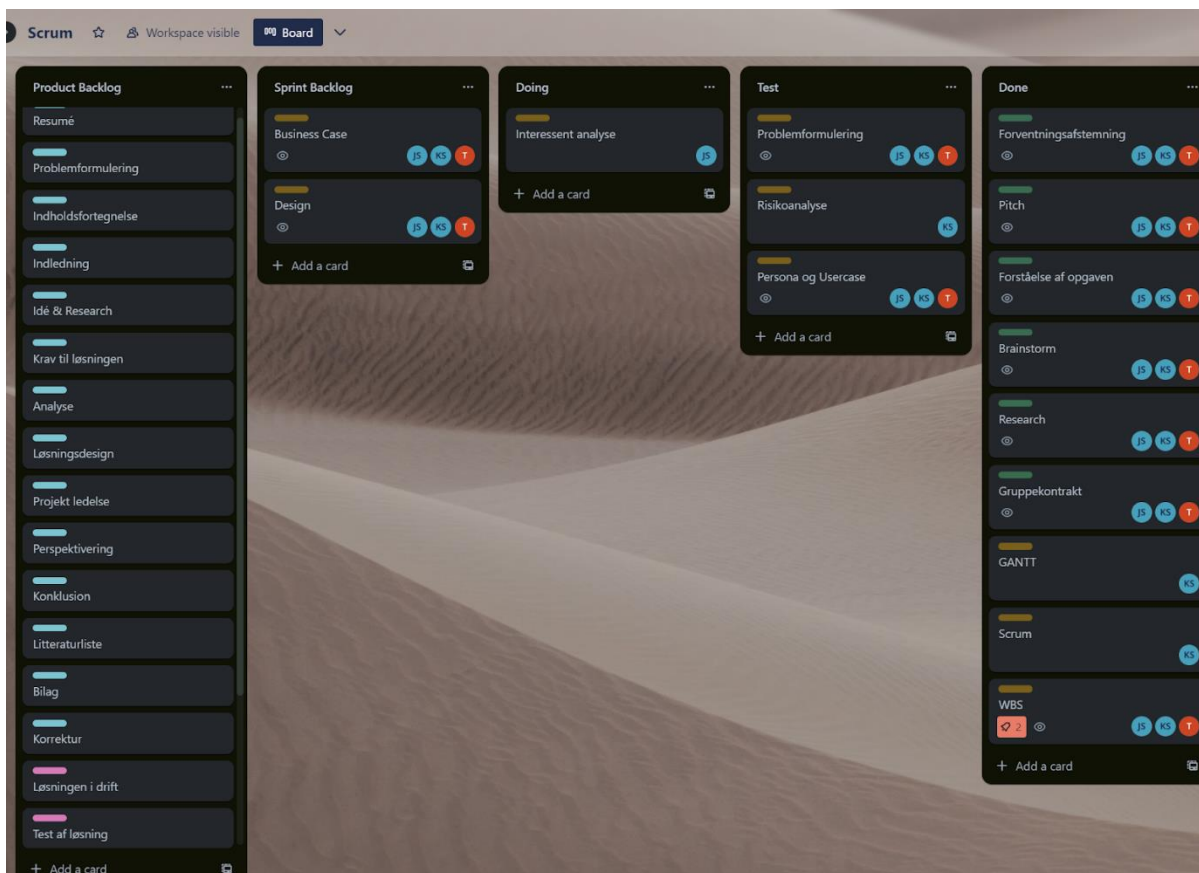 Scrum
Workspace visible
Board
Product Backlog
Resumé
Problemformulering
Indholdsfortegnelse
Indledning
Idé & Research
Krav til løsningen
Analyse
Løsningsdesign
Projekt ledelse
Perspektivering
Konklusion
Litteraturliste
Bilag
Korrektur
Løsningen i drift
Test af løsning
+ Add a card
Sprint Backlog
Business Case
JS KS T
Design
JS KS T
+ Add a card
Doing
Interessent analyse
JS
+ Add a card
Test
Problemformulering
JS KS T
Risikoanalyse
KS
Persona og Usercase
JS KS T
+ Add a card
Done
Forventningsafstemning
JS KS T
Pitch
JS KS T
Forståelse af opgaven
JS KS T
Brainstorm
JS KS T
Research
JS KS T
Gruppekontrakt
JS KS T
GANTT
KS
Scrum
KS
WBS
2 JS KS T
+ Add a card